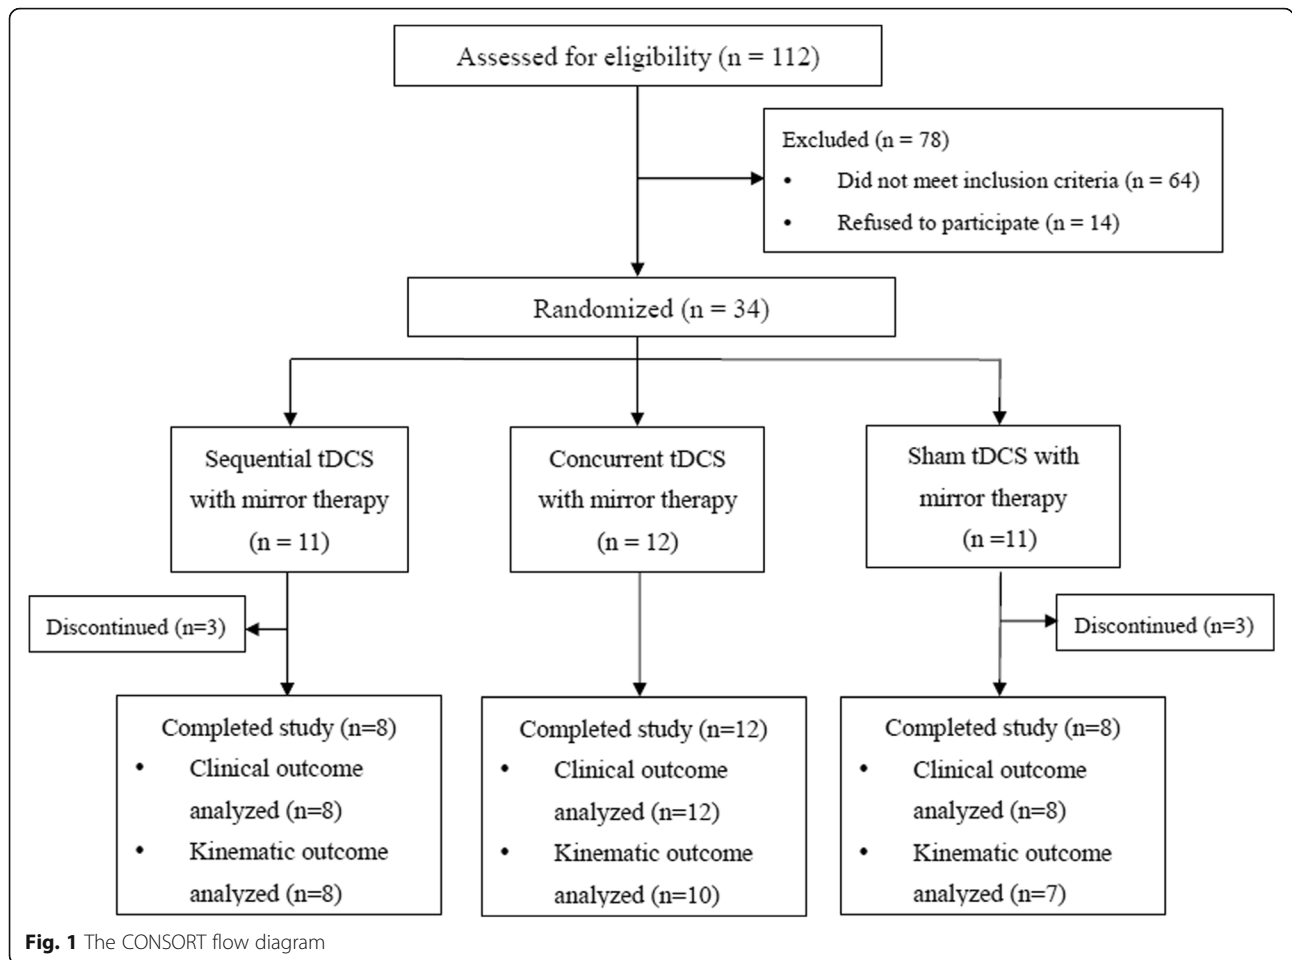 Assessed for eligibility (n = 112)
Excluded (n = 78)
• Did not meet inclusion criteria (n = 64)
• Refused to participate (n = 14)
Randomized (n = 34)
Sequential tDCS
with mirror therapy
(n = 11)
Concurrent tDCS
with mirror therapy
(n = 12)
Sham tDCS with
mirror therapy
(n =11)
Discontinued (n=3)
Discontinued (n=3)
Completed study (n=8)
• Clinical outcome
analyzed (n=8)
• Kinematic outcome
analyzed (n=8)
Completed study (n=12)
• Clinical outcome
analyzed (n=12)
• Kinematic outcome
analyzed (n=10)
Completed study (n=8)
• Clinical outcome
analyzed (n=8)
• Kinematic outcome
analyzed (n=7)
Fig. 1 The CONSORT flow diagram